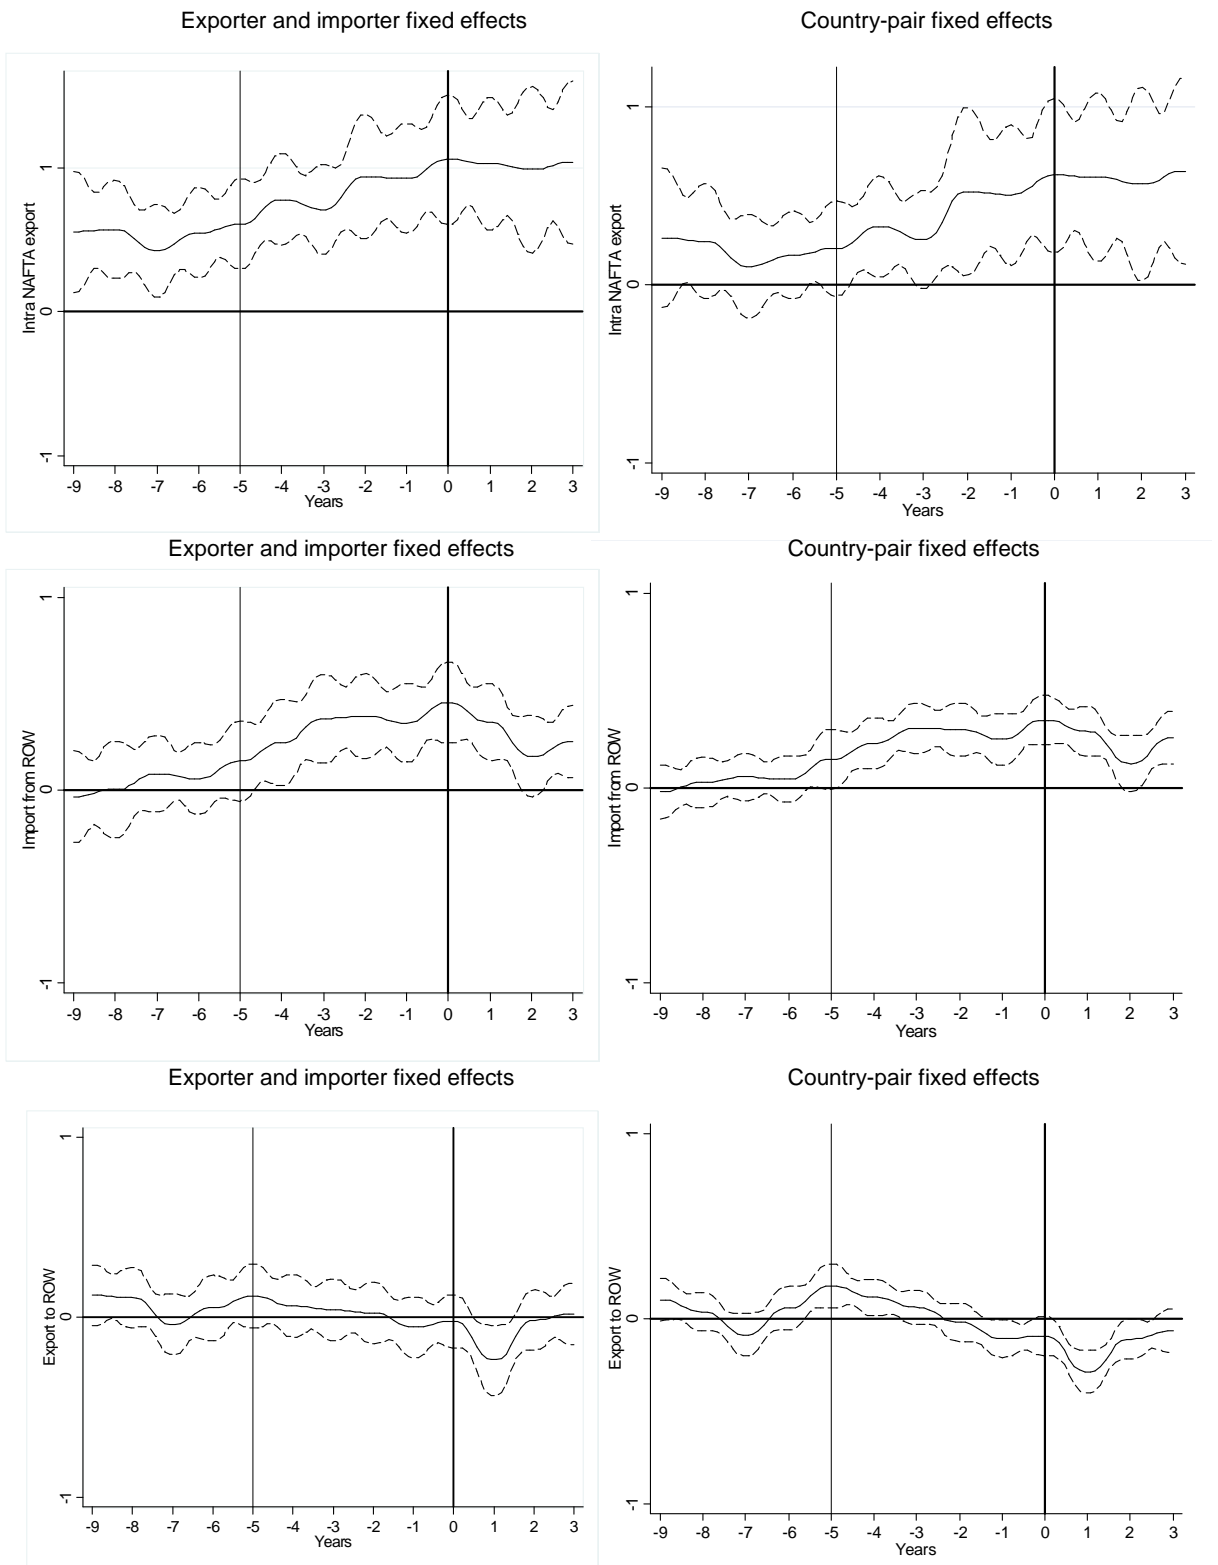 Exporter and importer fixed effects
Country-pair fixed effects
Intra NAFTA export
1
0
-1
-9 -8 -7 -6 -5 -4 -3 -2 -1 0 1 2 3
Years
Intra NAFTA export
1
0
-1
-9 -8 -7 -6 -5 -4 -3 -2 -1 0 1 2 3
Years
Exporter and importer fixed effects
Country-pair fixed effects
Import from ROW
1
0
-1
-9 -8 -7 -6 -5 -4 -3 -2 -1 0 1 2 3
Years
Import from ROW
1
0
-1
-9 -8 -7 -6 -5 -4 -3 -2 -1 0 1 2 3
Years
Exporter and importer fixed effects
Country-pair fixed effects
Export to ROW
1
0
-1
-9 -8 -7 -6 -5 -4 -3 -2 -1 0 1 2 3
Years
Export to ROW
1
0
-1
-9 -8 -7 -6 -5 -4 -3 -2 -1 0 1 2 3
Years